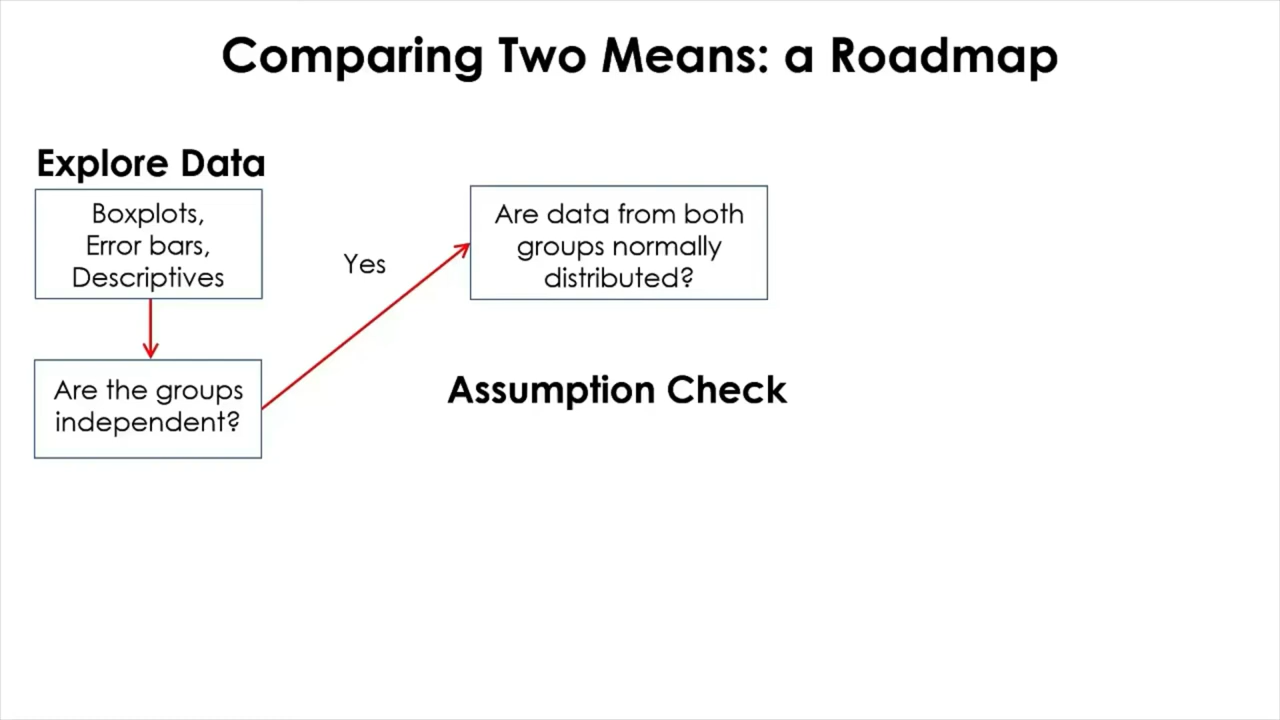 Comparing Two Means: a Roadmap
Explore Data
Boxplots,
Error bars,
Descriptives
Are the groups
independent?
Yes
Are data from both
groups normally
distributed?
Assumption Check